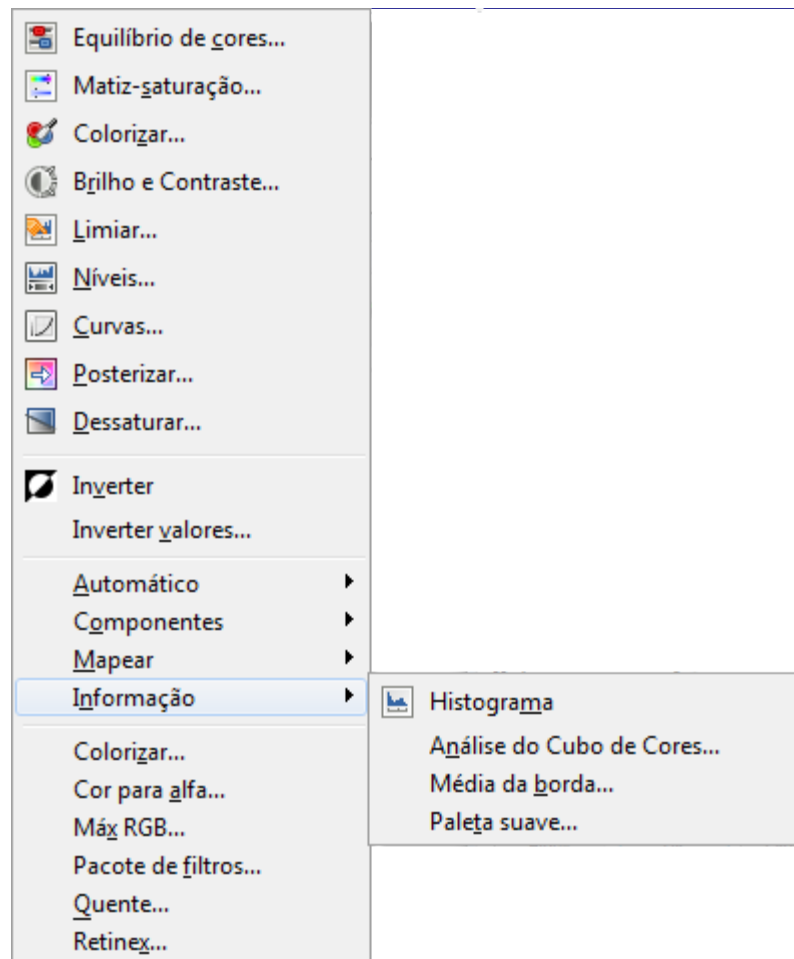 Equilíbrio de cores...
Matiz-saturação...
Colorizar...
Brilho e Contraste...
Limiar...
Níveis...
Curvas...
Posterizar...
Dessaturar...
Inverter
Inverter valores...
Automático
Componentes
Mapear
Informação
Histograma
Análise do Cubo de Cores...
Média da borda...
Paleta suave...
Colorizar...
Cor para alfa...
Máx RGB...
Pacote de filtros...
Quente...
Retinex...